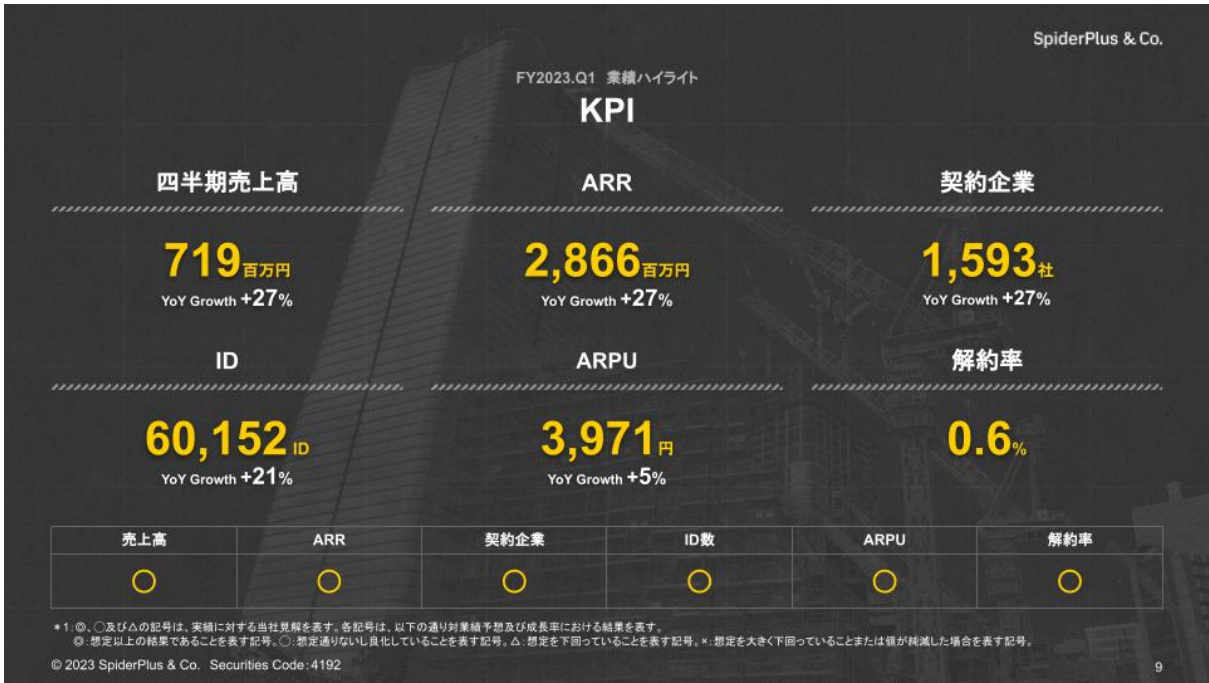 SpiderPlus & Co.
FY2023.Q1 業績ハイライト
KPI
四半期売上高
719百万円
YoY Growth +27%
ARR
2,866百万円
YoY Growth +27%
契約企業
1,593社
YoY Growth +27%
ID
60,152 ID
YoY Growth +21%
ARPU
3,971円
YoY Growth +5%
解約率
0.6%
売上高 ARR 契約企業 ID数 ARPU 解約率
○ ○ ○ ○ ○ ○
*1:◎、○及び△の記号は、実績に対する当社見解を表す。各記号は、以下の通り対業績予想及び成長率における結果を表す。
◎:想定以上の結果であることを表す記号。○:想定通りないし良化していることを表す記号。△:想定を下回っていることを表す記号。×:想定を大きく下回っていることまたは値が純減した場合を表す記号。
© 2023 SpiderPlus & Co. Securities Code:4192
9